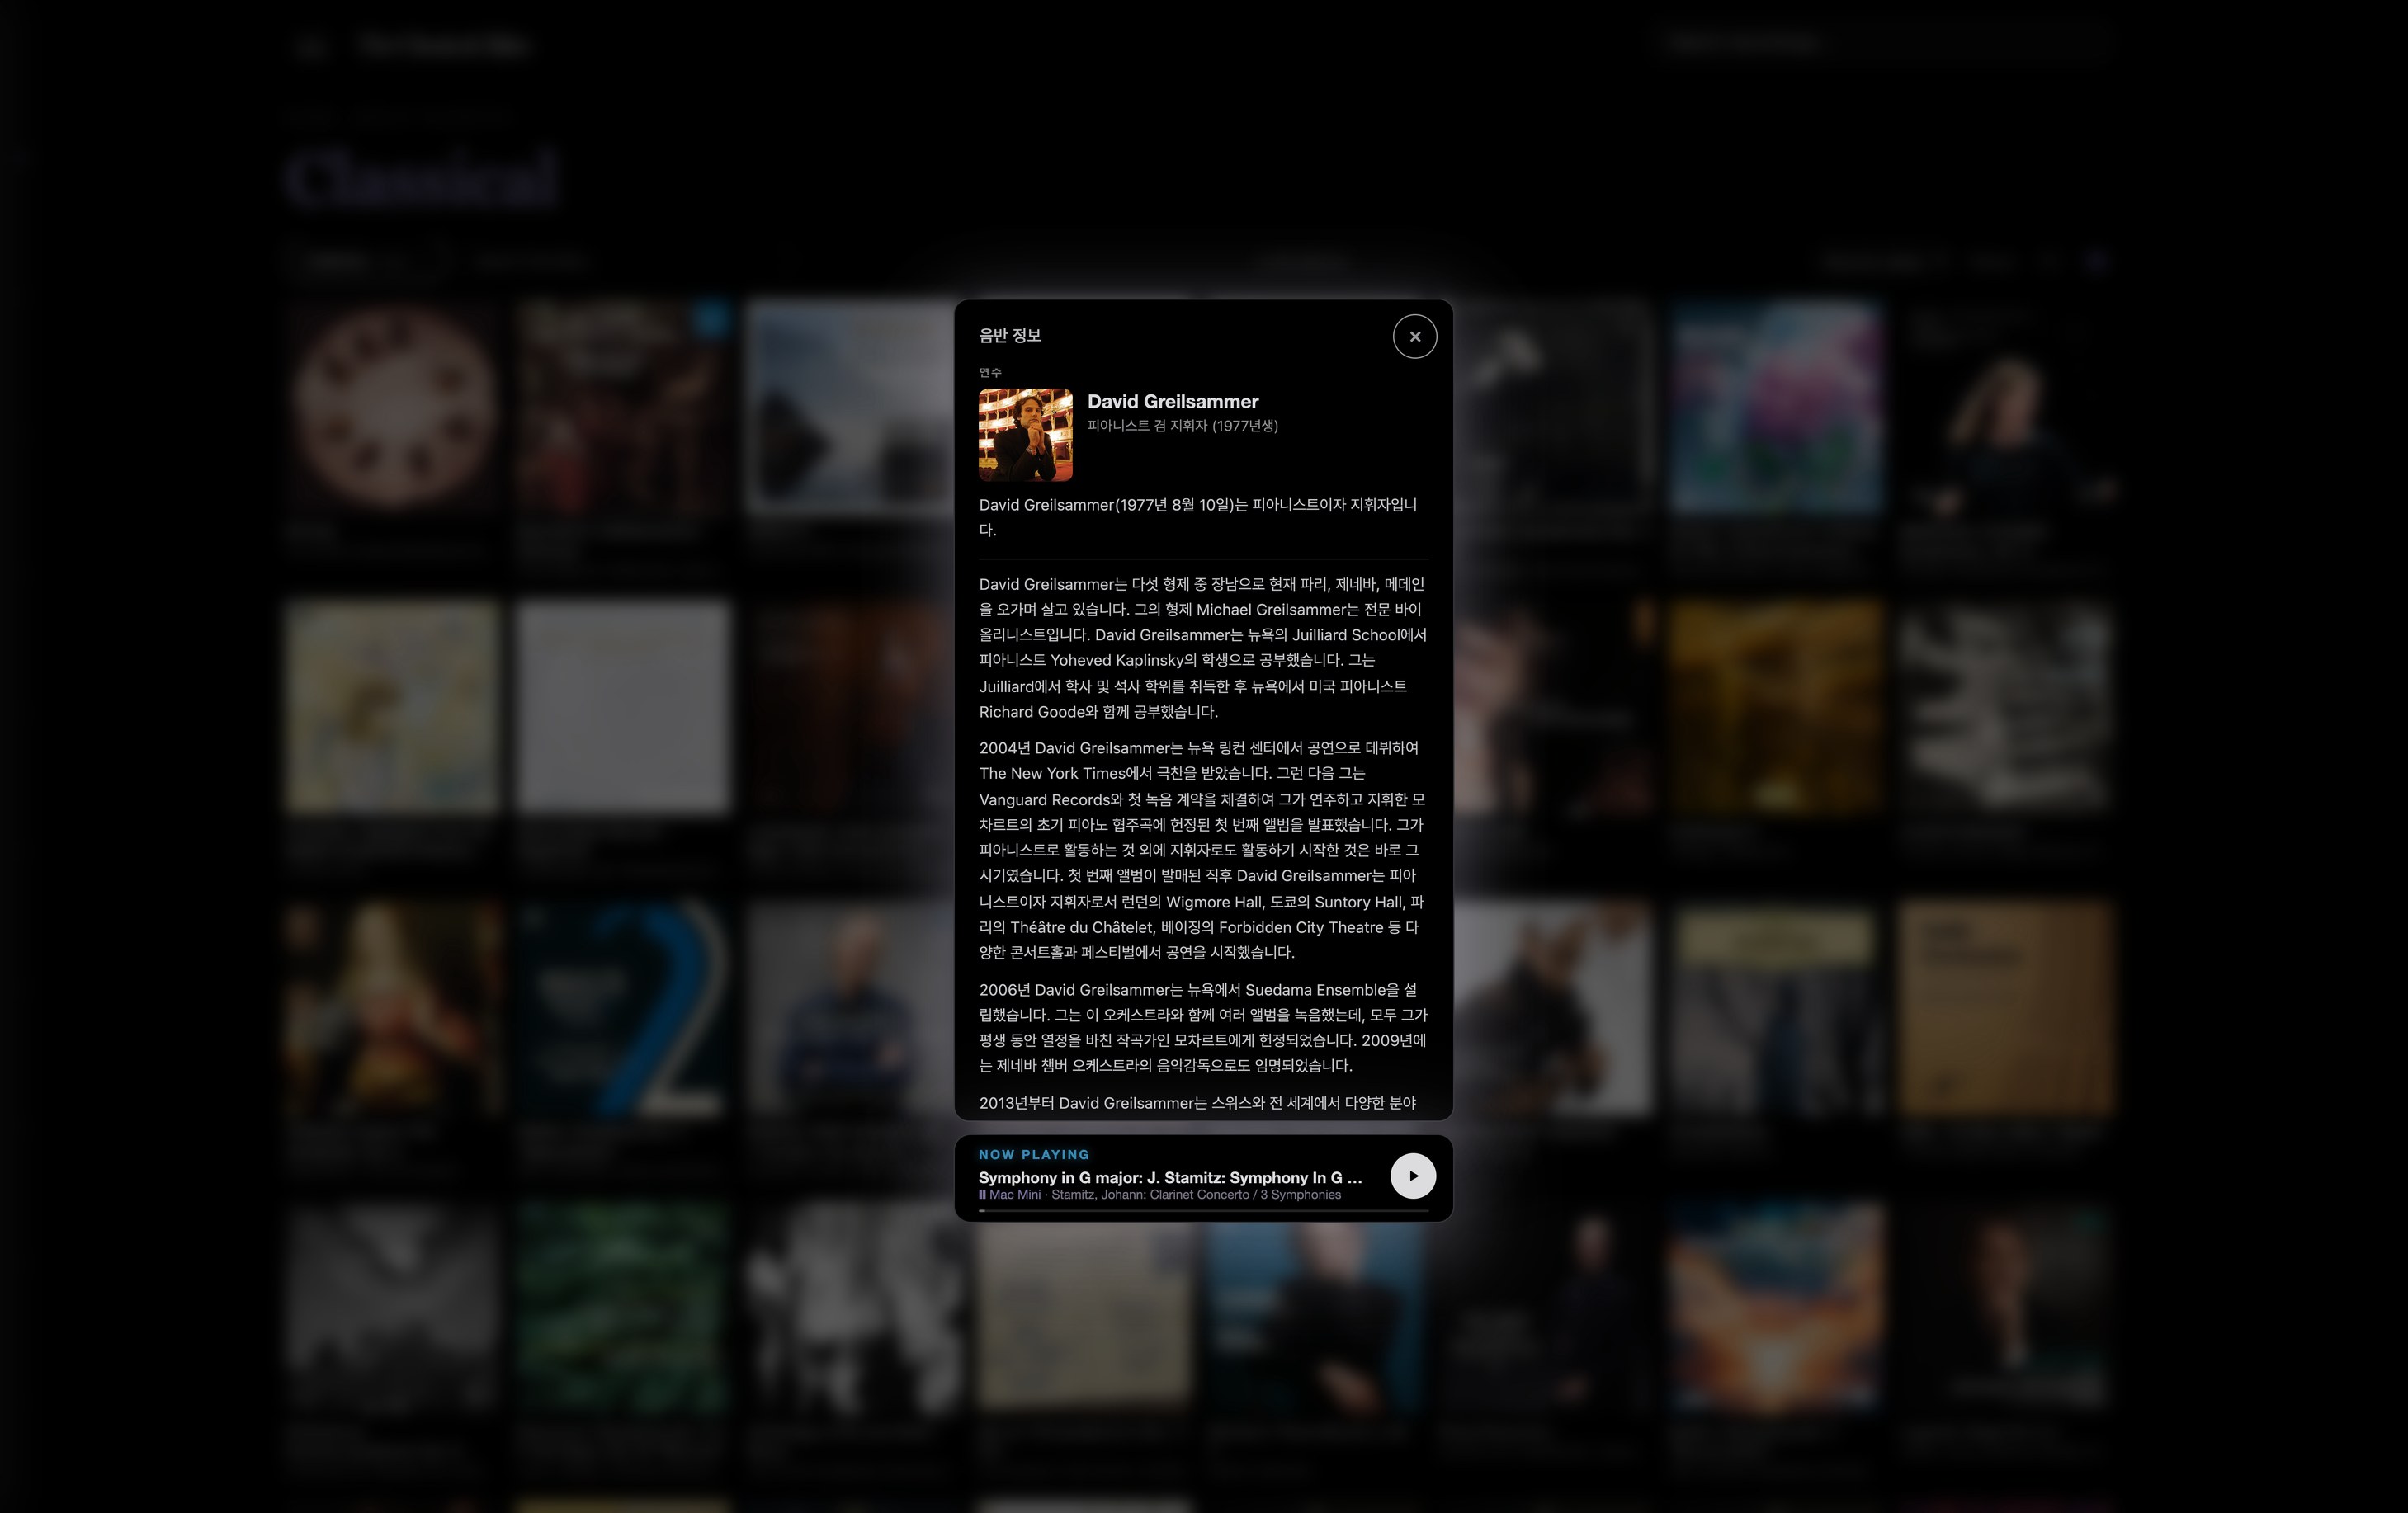 Classical
음반 정보
연주
David Greilsammer
피아니스트 겸 지휘자 (1977년생)
David Greilsammer(1977년 8월 10일)는 피아니스트이자 지휘자입니
다.
David Greilsammer는 다섯 형제 중 장남으로 현재 파리, 제네바, 메데인
을 오가며 살고 있습니다. 그의 형제 Michael Greilsammer는 전문 바이
올리니스트입니다. David Greilsammer는 뉴욕의 Juilliard School에서
피아니스트 Yoheved Kaplinsky의 학생으로 공부했습니다. 그는
Juilliard에서 학사 및 석사 학위를 취득한 후 뉴욕에서 미국 피아니스트
Richard Goode와 함께 공부했습니다.
2004년 David Greilsammer는 뉴욕 링컨 센터에서 공연으로 데뷔하여
The New York Times에서 극찬을 받았습니다. 그런 다음 그는
Vanguard Records와 첫 녹음 계약을 체결하여 그가 연주하고 지휘한 모
차르트의 초기 피아노 협주곡에 헌정된 첫 번째 앨범을 발표했습니다. 그가
피아니스트로 활동하는 것 외에 지휘자로도 활동하기 시작한 것은 바로 그
시기였습니다. 첫 번째 앨범이 발매된 직후 David Greilsammer는 피아
니스트이자 지휘자로서 런던의 Wigmore Hall, 도쿄의 Suntory Hall, 파
리의 Théâtre du Châtelet, 베이징의 Forbidden City Theatre 등 다
양한 콘서트홀과 페스티벌에서 공연을 시작했습니다.
2006년 David Greilsammer는 뉴욕에서 Suedama Ensemble을 설
립했습니다. 그는 이 오케스트라와 함께 여러 앨범을 녹음했는데, 모두 그가
평생 동안 열정을 바친 작곡가인 모차르트에게 헌정되었습니다. 2009년에
는 제네바 챔버 오케스트라의 음악감독으로도 임명되었습니다.
2013년부터 David Greilsammer는 스위스와 전 세계에서 다양한 분야
NOW PLAYING
Symphony in G major: J. Stamitz: Symphony In G ...
Mac Mini · Stamitz, Johann: Clarinet Concerto / 3 Symphonies